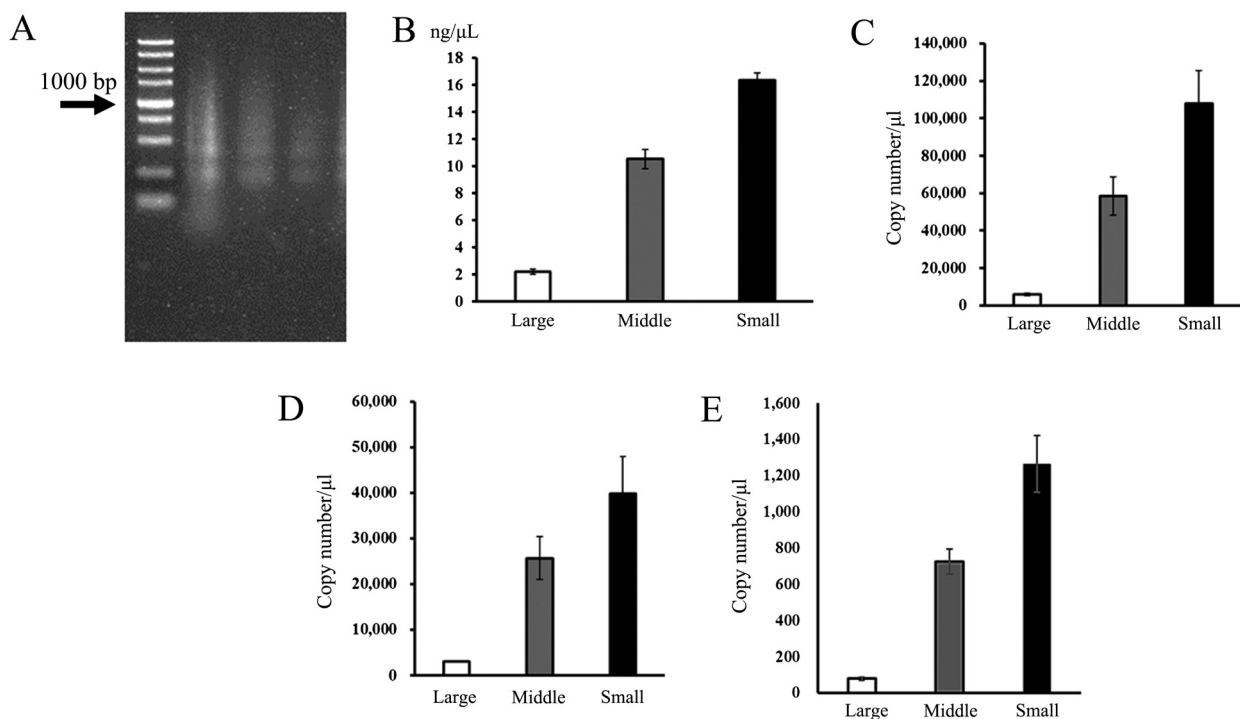 A
1000 bp
B
ng/μL
18
16
14
12
10
8
6
4
2
0
Large Middle Small
C
Copy number/μl
140,000
120,000
100,000
80,000
60,000
40,000
20,000
0
Large Middle Small
D
Copy number/μl
60,000
50,000
40,000
30,000
20,000
10,000
0
Large Middle Small
E
Copy number/μl
1,600
1,400
1,200
1,000
800
600
400
200
0
Large Middle Small